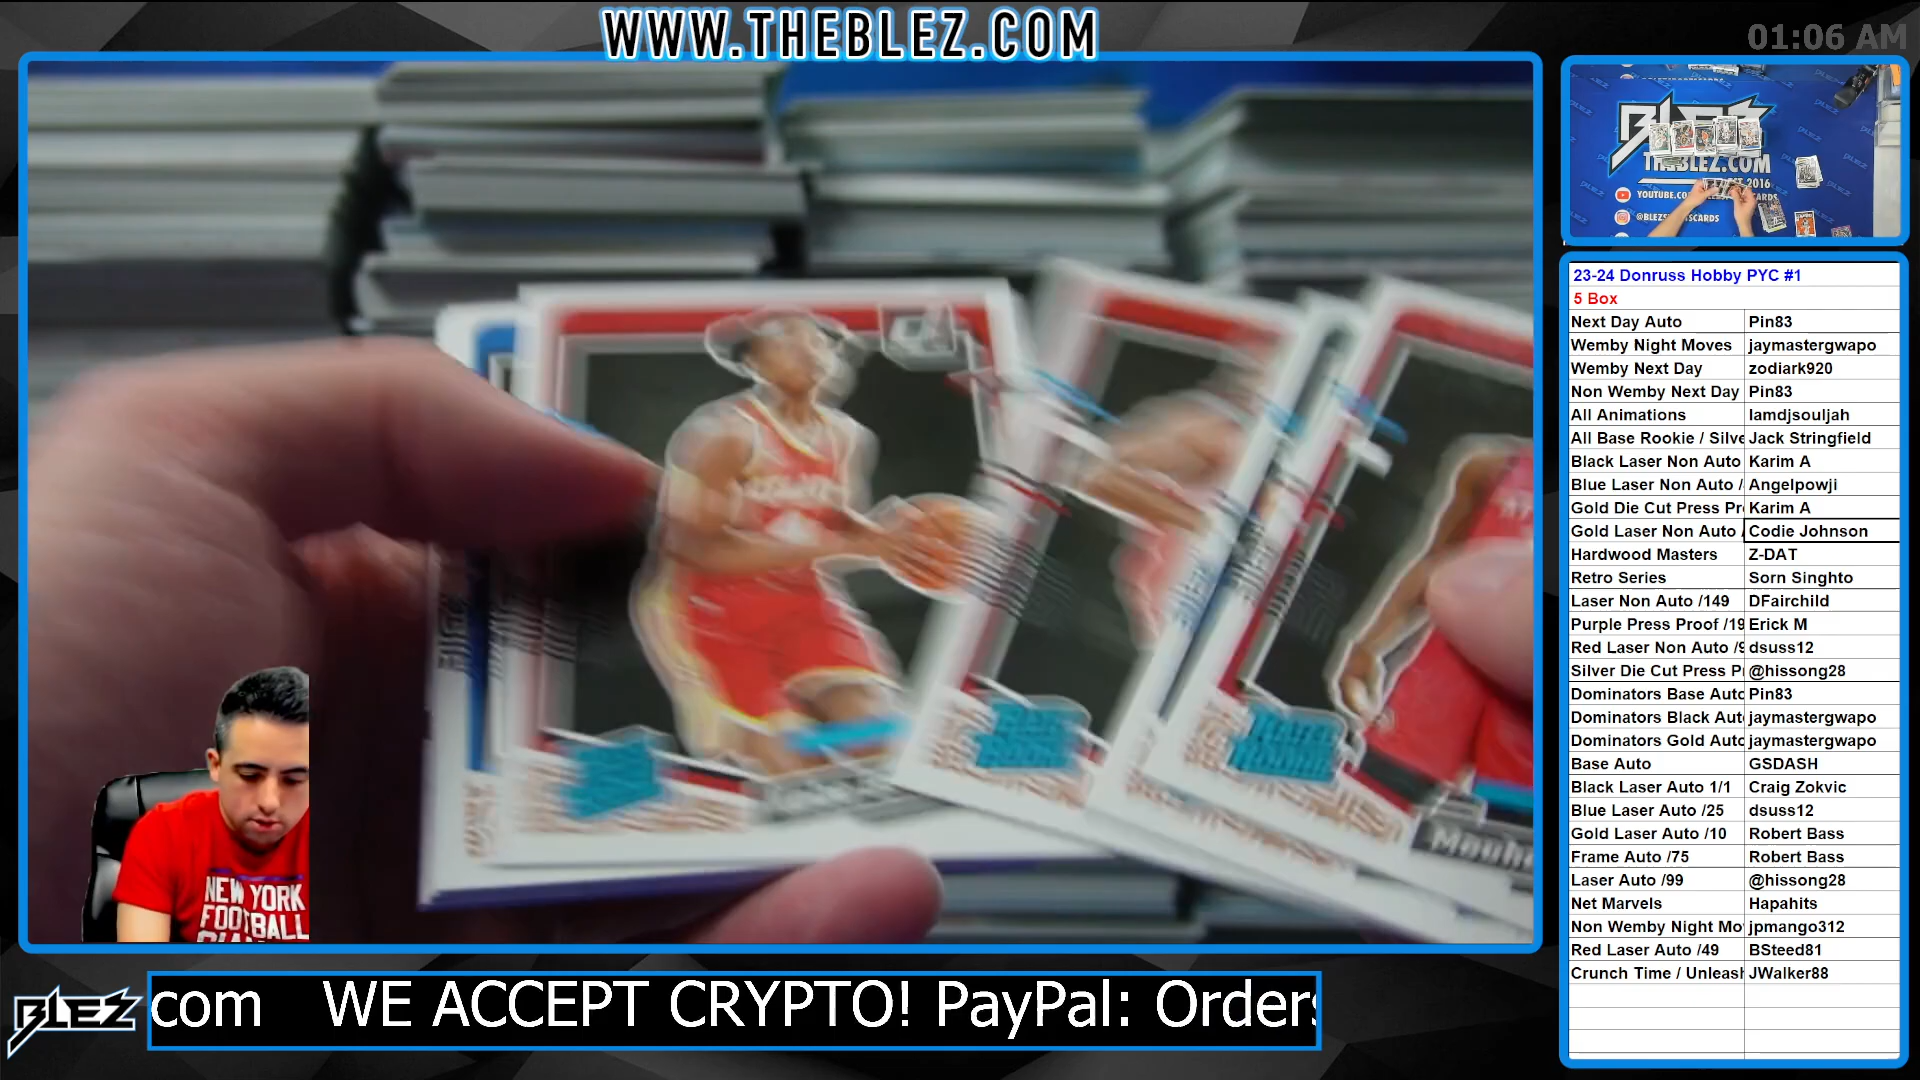 WWW.THEBLEZ.COM
01:06 AM
BLEZ
THEBLEZ.COM
23-24 Donruss Hobby PYC #1
5 Box
Next Day Auto Pin83
Wemby Night Moves jaymastergwapo
Wemby Next Day zodiark920
Non Wemby Next Day Pin83
All Animations Iamdjsouljah
All Base Rookie / Silve Jack Stringfield
Black Laser Non Auto Karim A
Blue Laser Non Auto / Angelpowji
Gold Die Cut Press Pr Karim A
Gold Laser Non Auto / Codie Johnson
Hardwood Masters Z-DAT
Retro Series Sorn Singhto
Laser Non Auto /149 DFairchild
Purple Press Proof /19 Erick M
Red Laser Non Auto /9 dsuss12
Silver Die Cut Press Pr @hissong28
Dominators Base Auto Pin83
Dominators Black Aut jaymastergwapo
Dominators Gold Auto jaymastergwapo
Base Auto GSDASH
Black Laser Auto 1/1 Craig Zokvic
Blue Laser Auto /25 dsuss12
Gold Laser Auto /10 Robert Bass
Frame Auto /75 Robert Bass
Laser Auto /99 @hissong28
Net Marvels Hapahits
Non Wemby Night Mo jpmango312
Red Laser Auto /49 BSteed81
Crunch Time / Unleash JWalker88
NEW YORK
FOOTBALL
BLEZ
com WE ACCEPT CRYPTO! PayPal: Orders